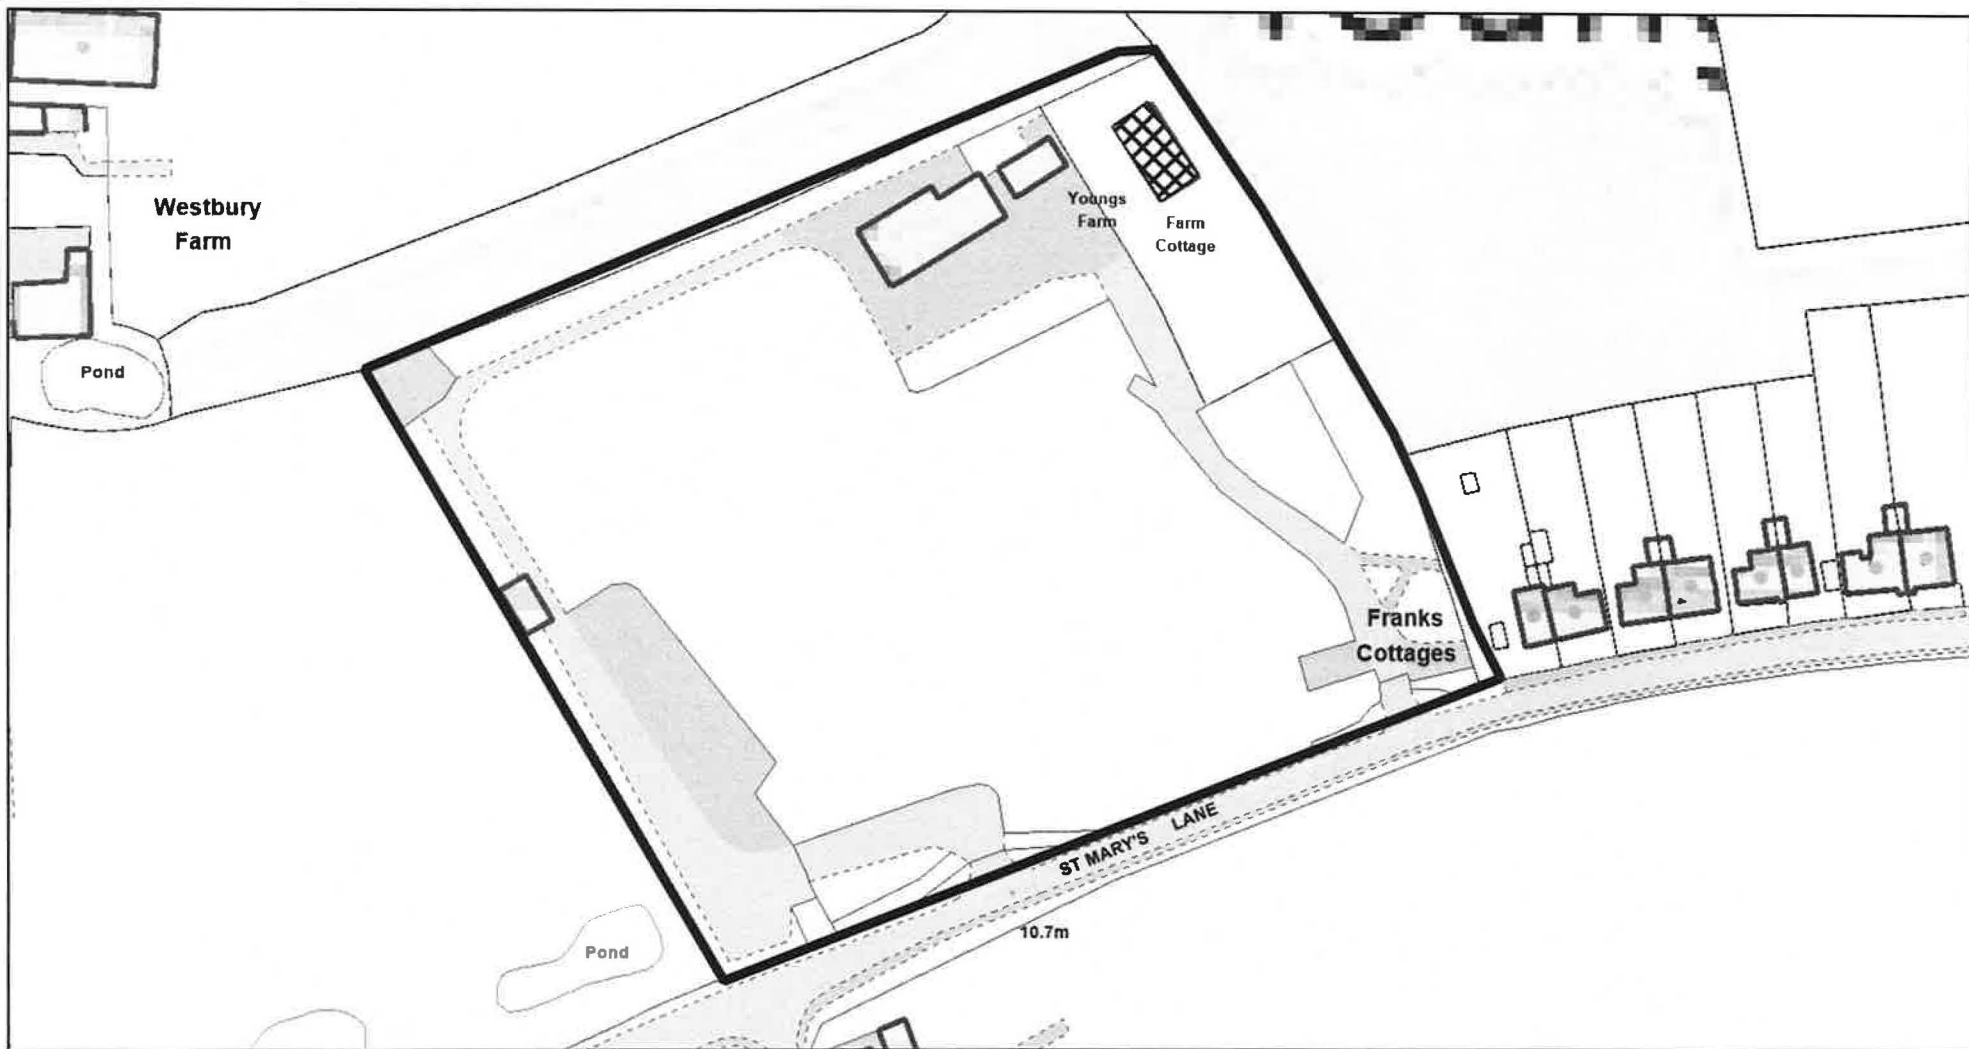 Westbury
Farm
Pond
Youngs
Farm
Farm
Cottage
Franks
Cottages
ST MARY'S LANE
10.7m
Pond